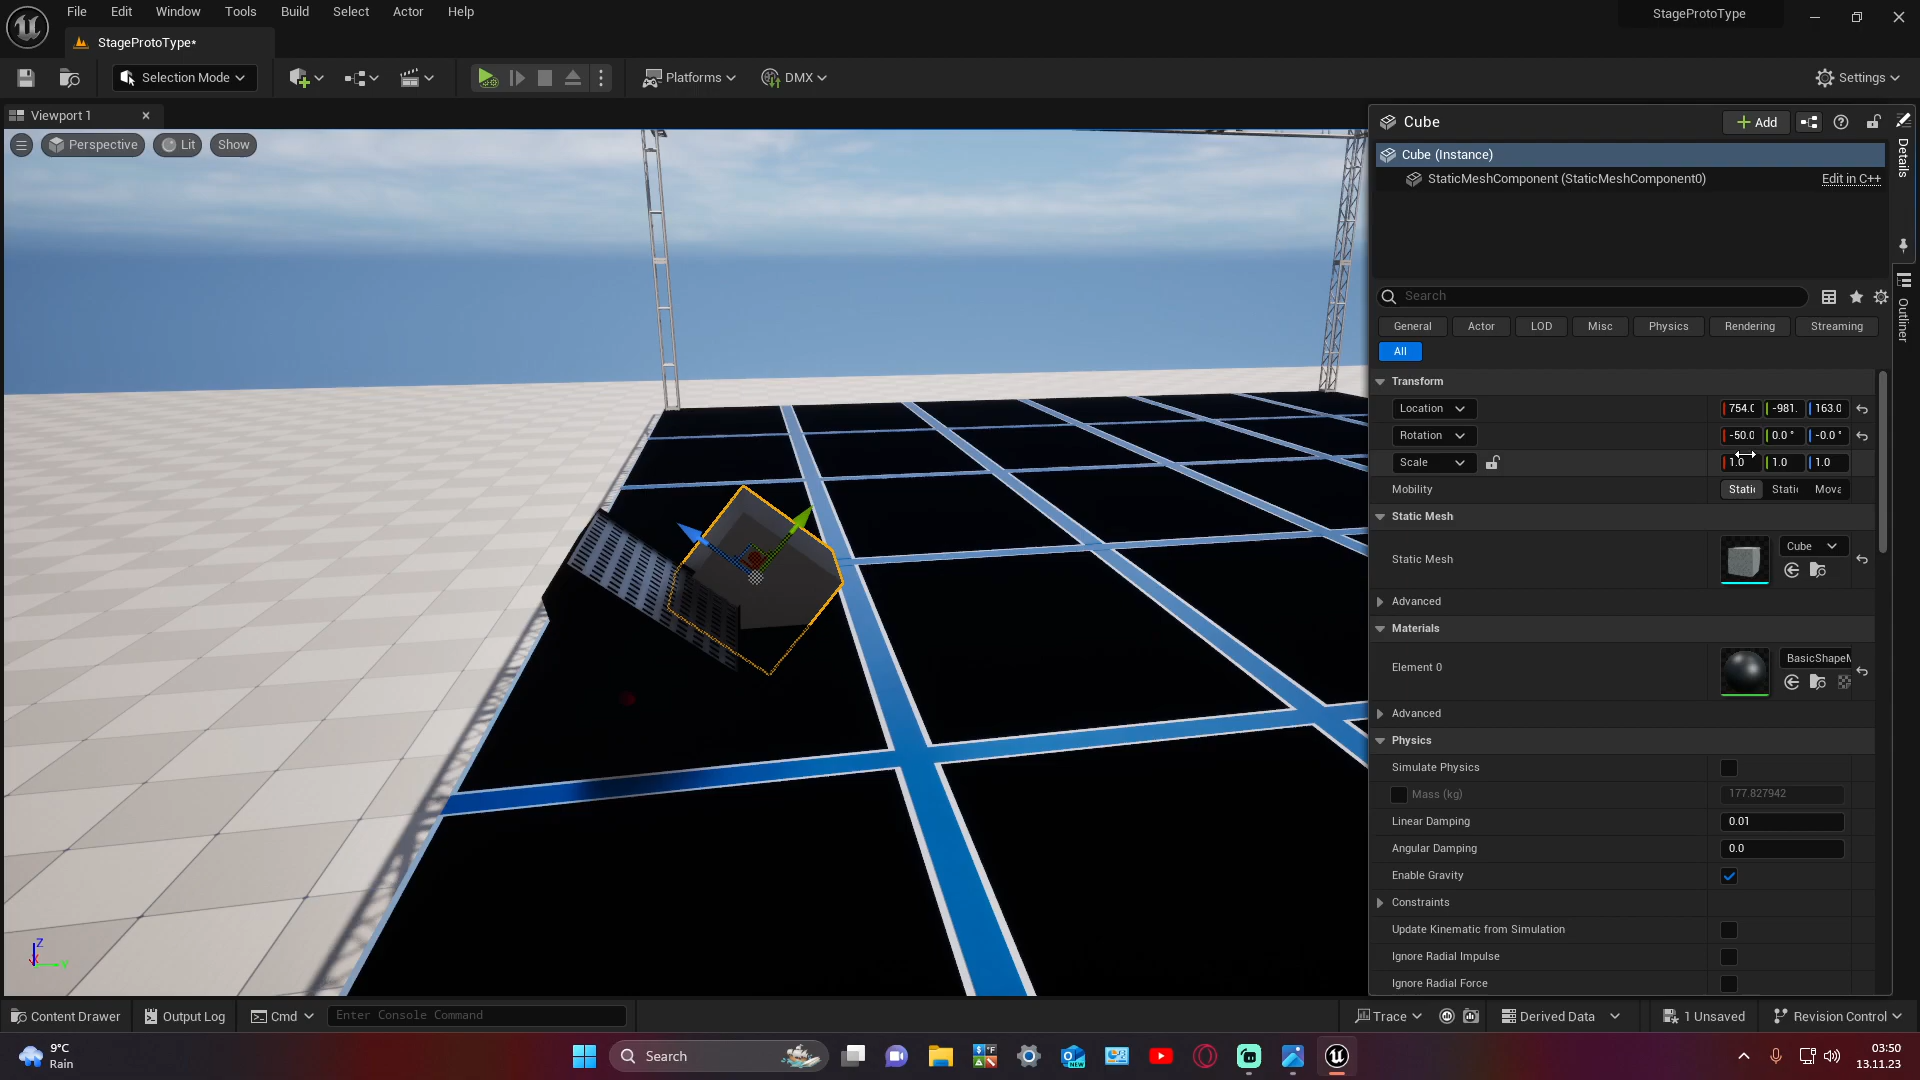 File Edit Window Tools Build Select Actor Help
StageProtoType
StageProtoType*
Selection Mode
Platforms
DMX
Settings
Viewport 1
Perspective
Lit
Show
Cube
Add
Details
Cube (Instance)
StaticMeshComponent (StaticMeshComponent0)
Edit in C++
Search
Outliner
General
Actor
LOD
Misc
Physics
Rendering
Streaming
All
Transform
Location
754.0 -981. 163.0
Rotation
-50.0 0.0 ° -0.0 °
Scale
1.0 1.0 1.0
Mobility
Static Static Mova
Static Mesh
Static Mesh
Cube
Advanced
Materials
Element 0
BasicShapeM
Advanced
Physics
Simulate Physics
Mass (kg)
177.827942
Linear Damping
0.01
Angular Damping
0.0
Enable Gravity
Constraints
Update Kinematic from Simulation
Ignore Radial Impulse
Ignore Radial Force
Z
X
Y
Content Drawer
Output Log
Cmd
Enter Console Command
Trace
Derived Data
1 Unsaved
Revision Control
9°C
Rain
Search
NEW
03:50
13.11.23